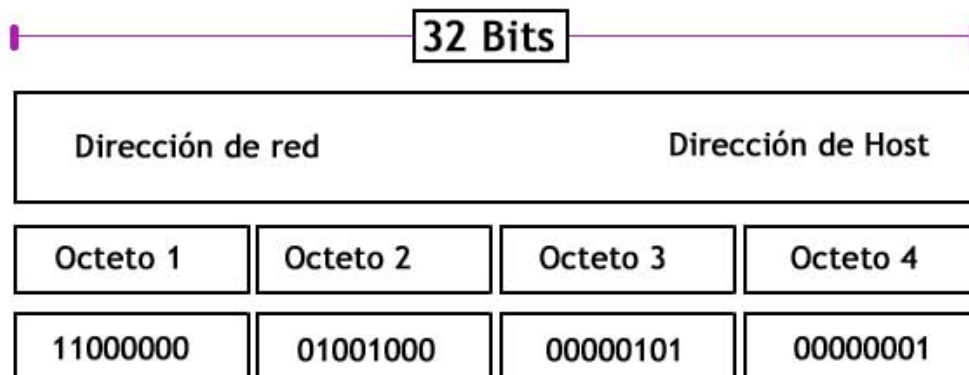 32 Bits
Dirección de red Dirección de Host
Octeto 1 Octeto 2 Octeto 3 Octeto 4
11000000 01001000 00000101 00000001